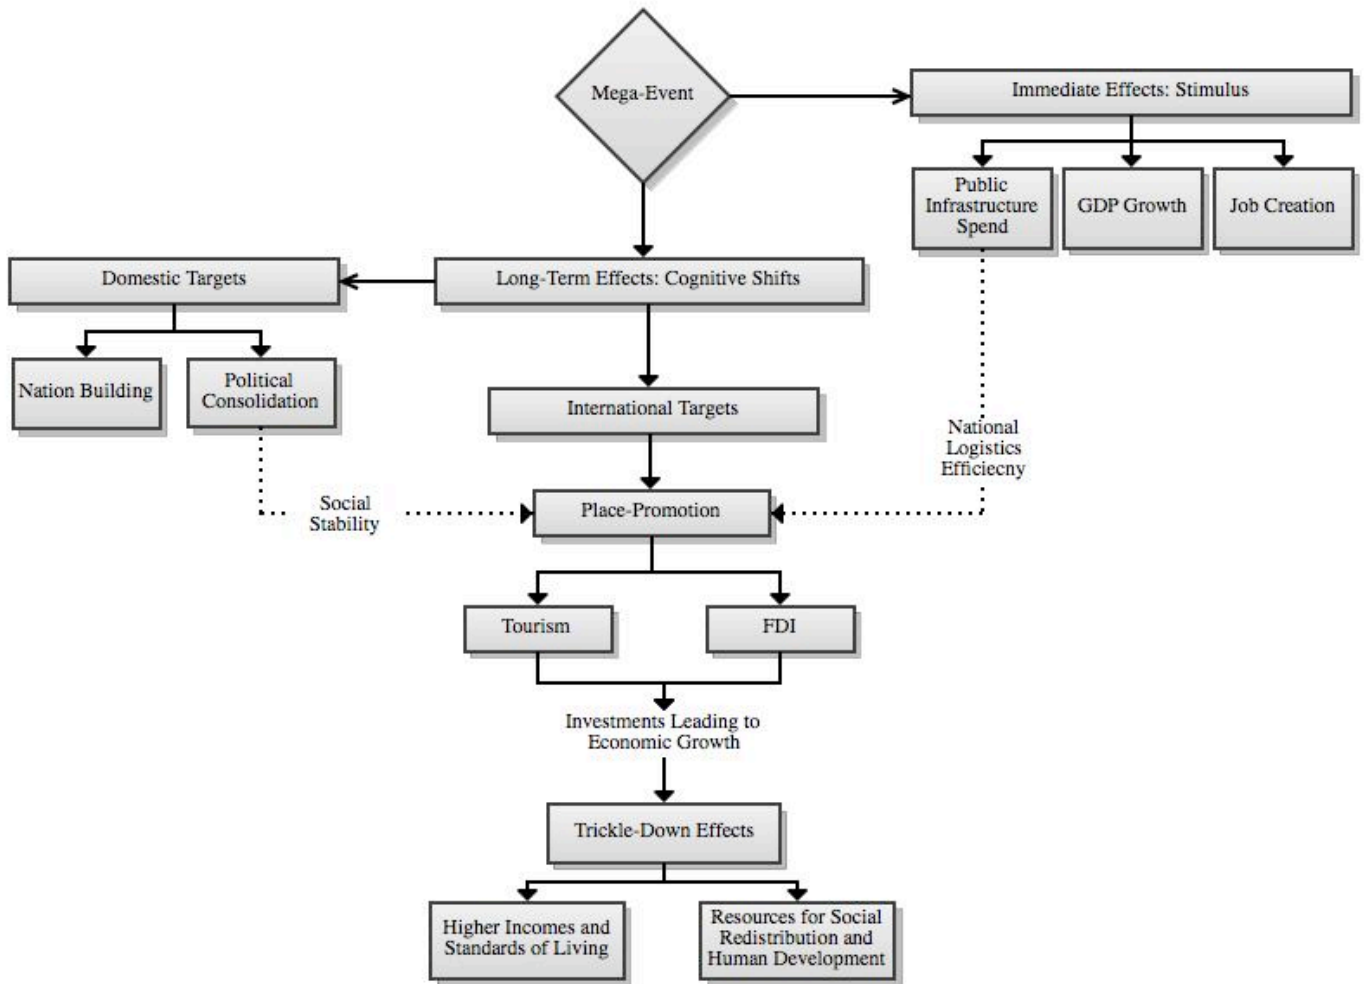 Mega-Event
Immediate Effects: Stimulus
Public
Infrastructure
Spend
GDP Growth
Job Creation
Domestic Targets
Long-Term Effects: Cognitive Shifts
Nation Building
Political
Consolidation
International Targets
National
Logistics
Efficiecny
Social
Stability
Place-Promotion
Tourism
FDI
Investments Leading to
Economic Growth
Trickle-Down Effects
Higher Incomes and
Standards of Living
Resources for Social
Redistribution and
Human Development